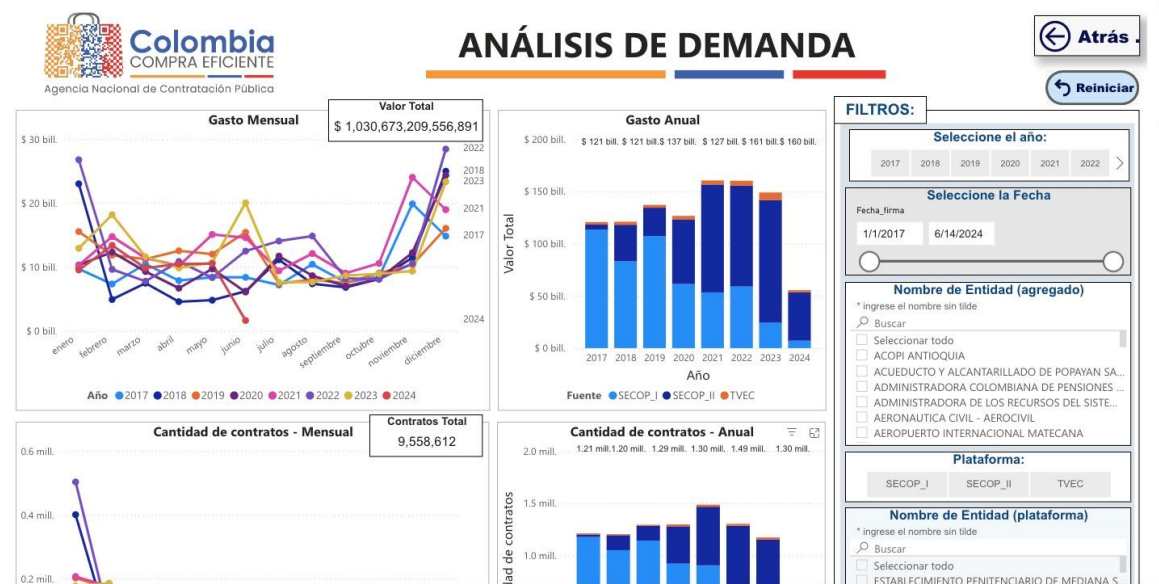 Colombia
COMPRA EFICIENTE
Agencia Nacional de Contratación Pública
ANÁLISIS DE DEMANDA
Atrás .
Reiniciar
Gasto Mensual
Valor Total
$ 1,030,673,209,556,891
$ 30 bill.
$ 20 bill.
$ 10 bill.
$ 0 bill.
2022
2018
2023
2021
2017
2024
enero
febrero
marzo
abril
mayo
junio
julio
agosto
septiembre
octubre
noviembre
diciembre
Año 2017 2018 2019 2020 2021 2022 2023 2024
Gasto Anual
$ 121 bill. $ 121 bill.$ 137 bill. $ 127 bill. $ 161 bill.$ 160 bill.
$ 200 bill.
$ 150 bill.
$ 100 bill.
$ 50 bill.
$ 0 bill.
Valor Total
2017 2018 2019 2020 2021 2022 2023 2024
Año
Fuente SECOP_I SECOP_II TVEC
FILTROS:
Seleccione el año:
2017 2018 2019 2020 2021 2022
Seleccione la Fecha
Fecha_firma
1/1/2017 6/14/2024
Nombre de Entidad (agregado)
* ingrese el nombre sin tilde
Buscar
Seleccionar todo
ACOPI ANTIOQUIA
ACUEDUCTO Y ALCANTARILLADO DE POPAYAN SA...
ADMINISTRADORA COLOMBIANA DE PENSIONES ...
ADMINISTRADORA DE LOS RECURSOS DEL SISTE...
AERONAUTICA CIVIL - AEROCIVIL
AEROPUERTO INTERNACIONAL MATECANA
Plataforma:
SECOP_I SECOP_II TVEC
Nombre de Entidad (plataforma)
* ingrese el nombre sin tilde
Buscar
Seleccionar todo
ESTABLECIMIENTO PENITENCIARIO DE MEDIANA S...
Cantidad de contratos - Mensual
Contratos Total
9,558,612
0.6 mill.
0.4 mill.
0.2 mill.
Cantidad de contratos - Anual
1.21 mill.1.20 mill. 1.29 mill. 1.30 mill. 1.49 mill. 1.30 mill.
2.0 mill.
1.5 mill.
1.0 mill.
dad de contratos